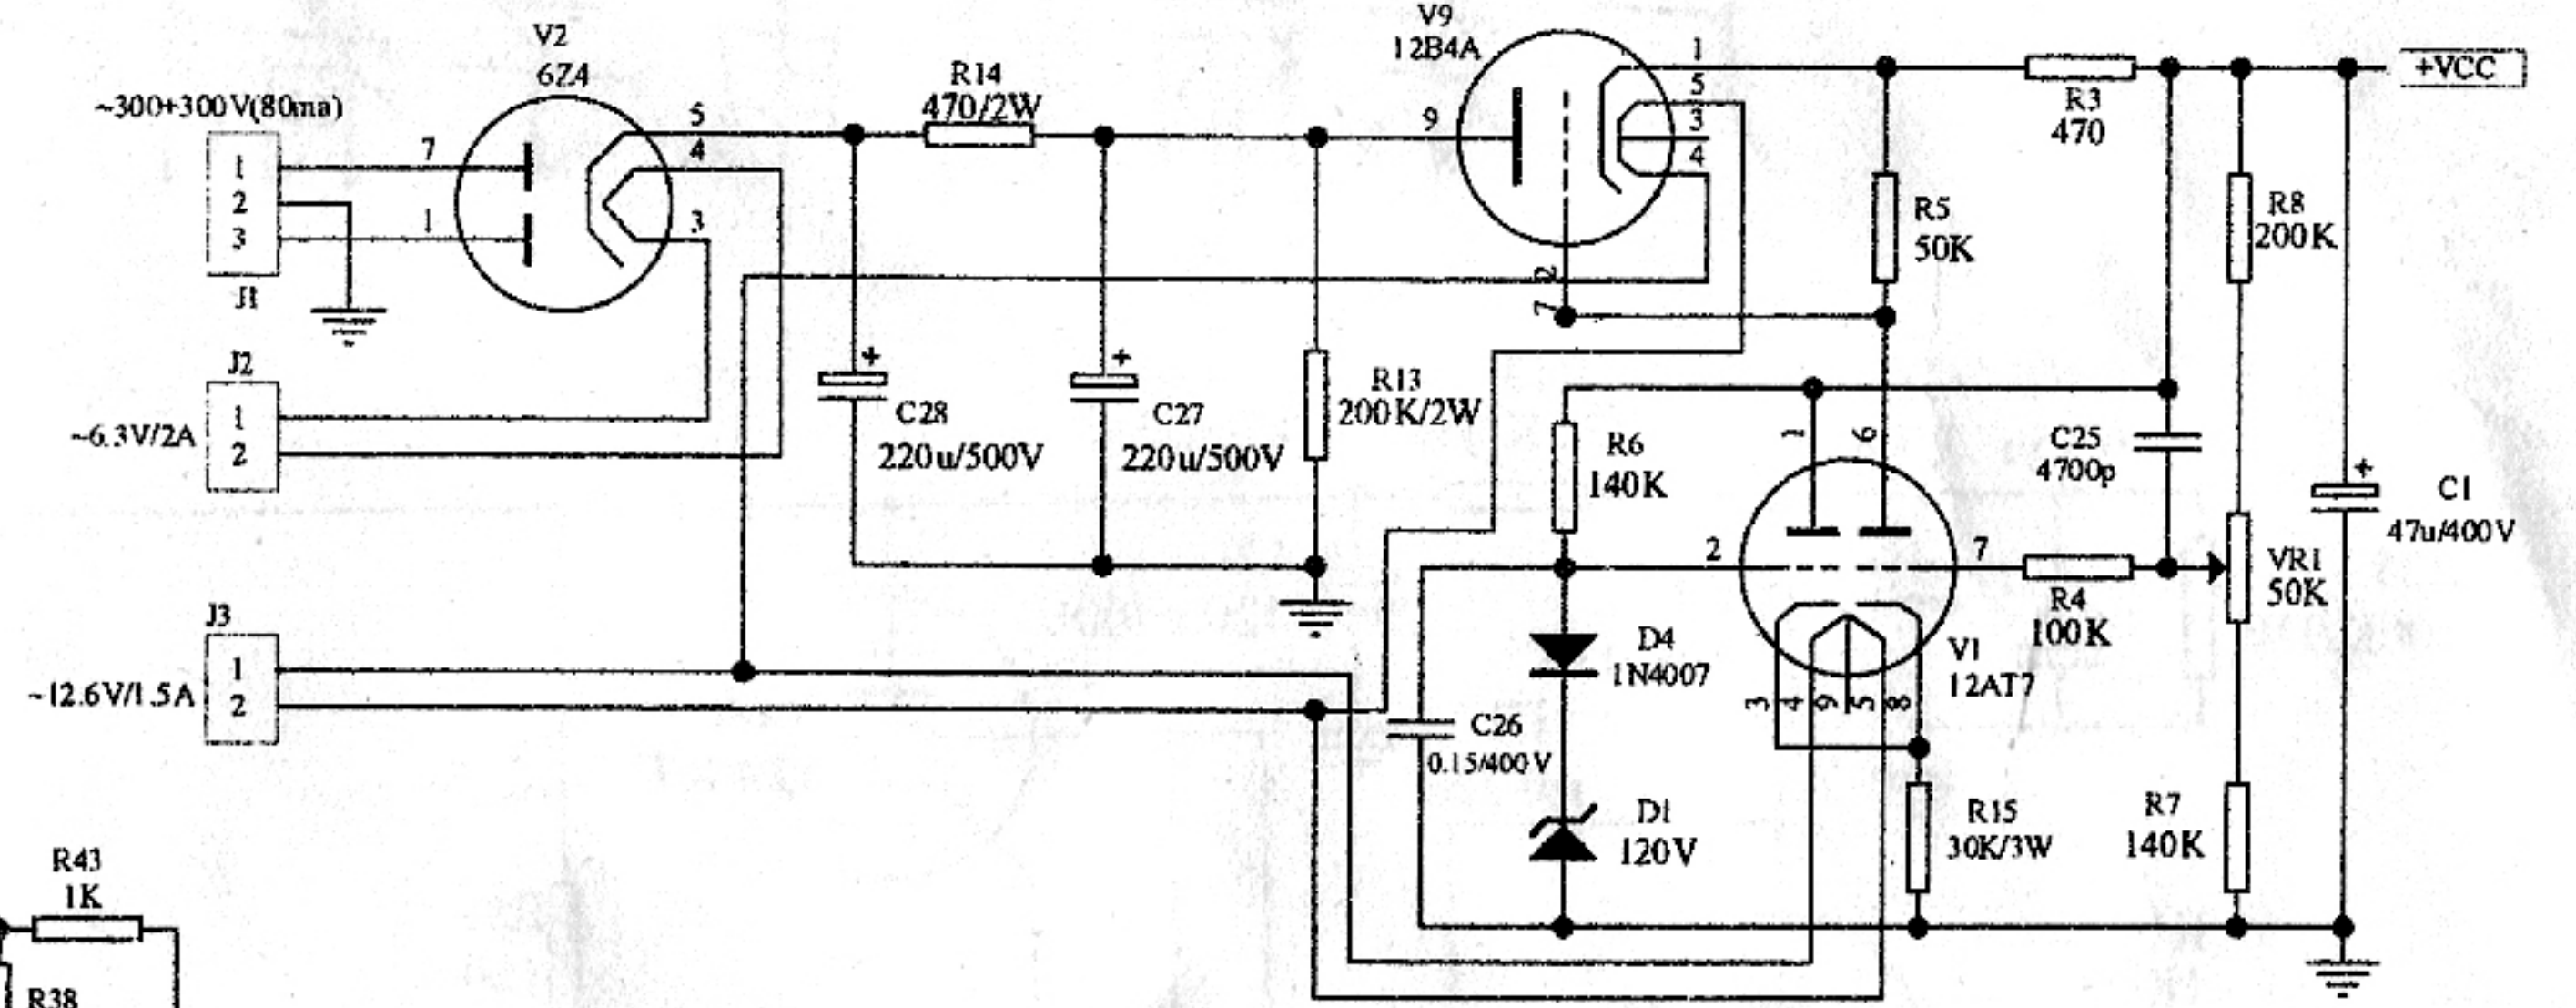 V2
6Z4
~300+300V(80ma)
1
2
3
J1
7
1
5
4
3
R14
470/2W
V9
12B4A
9
1
5
3
4
2
7
R3
470
+VCC
R5
50K
R8
200K
J2
~6.3V/2A
1
2
C28
220u/500V
C27
220u/500V
R13
200K/2W
R6
140K
1
6
C25
4700p
C1
47u/400V
2
7
R4
100K
VR1
50K
J3
~12.6V/1.5A
1
2
D4
1N4007
V1
12AT7
3
4
9
5
8
C26
0.15/400V
D1
120V
R15
30K/3W
R7
140K
R43
1K
R38